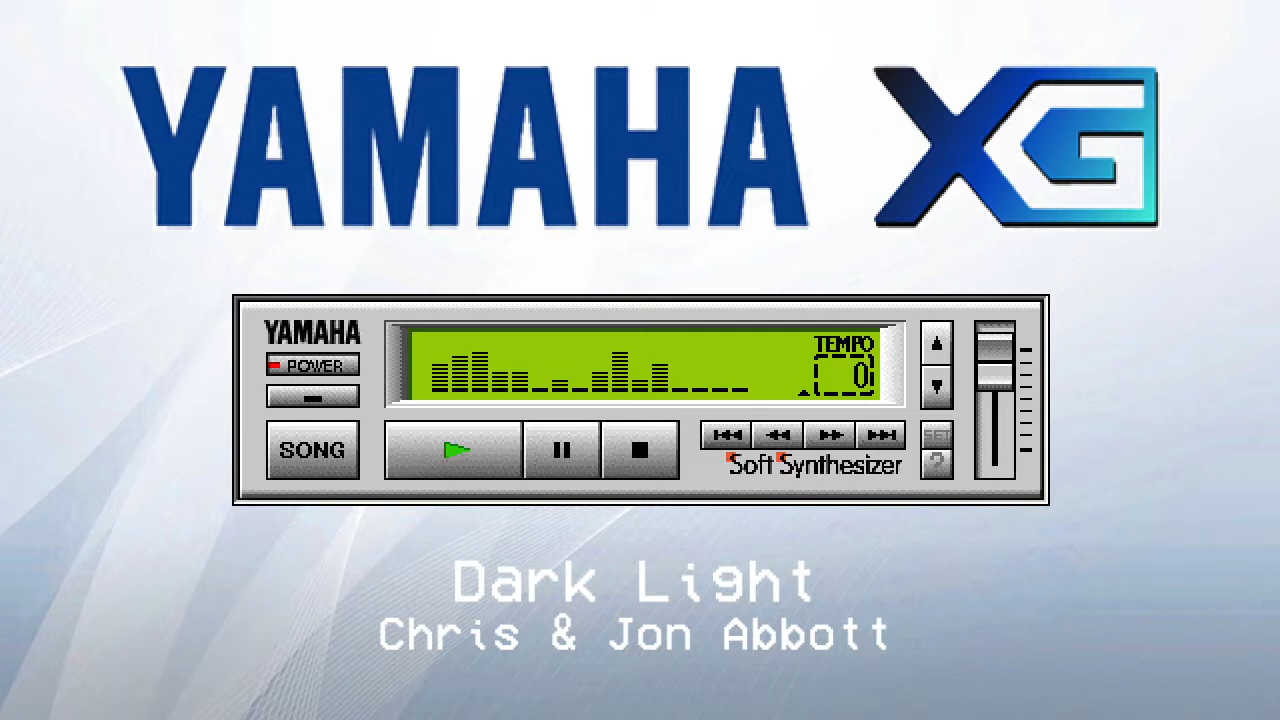 YAMAHA XG
YAMAHA
POWER
TEMPO
0
SONG
SET
?
Soft Synthesizer
Dark Light
Chris & Jon Abbott